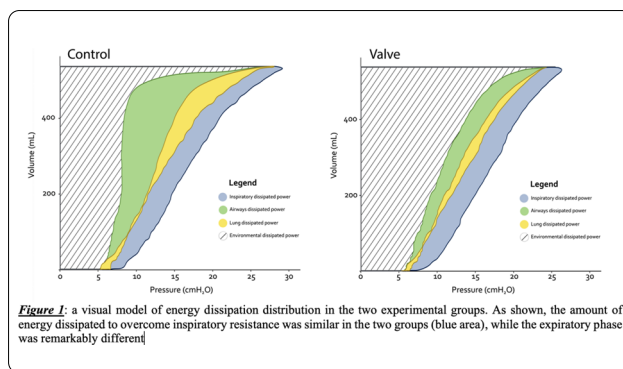 Control
Valve
Volume (mL)
400
200
0
Legend
Inspiratory dissipated power
Airways dissipated power
Lung dissipated power
Environmental dissipated power
0 5 10 15 20 25 30
Pressure (cmH₂O)
Volume (mL)
400
200
0
Legend
Inspiratory dissipated power
Airways dissipated power
Lung dissipated power
Environmental dissipated power
0 5 10 15 20 25 30
Pressure (cmH₂O)
Figure 1: a visual model of energy dissipation distribution in the two experimental groups. As shown, the amount of
energy dissipated to overcome inspiratory resistance was similar in the two groups (blue area), while the expiratory phase
was remarkably different